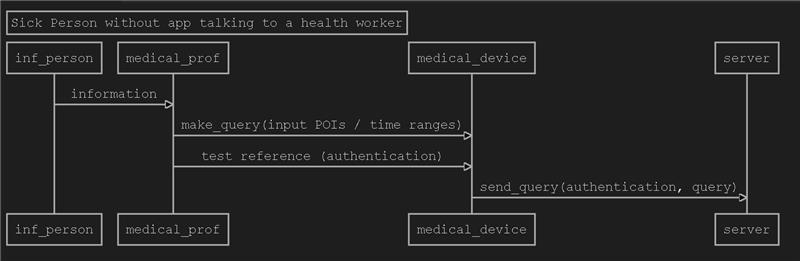 Sick Person without app talking to a health worker
inf_person medical_prof medical_device server
information
make_query(input POIs / time ranges)
test reference (authentication)
send_query(authentication, query)
inf_person medical_prof medical_device server